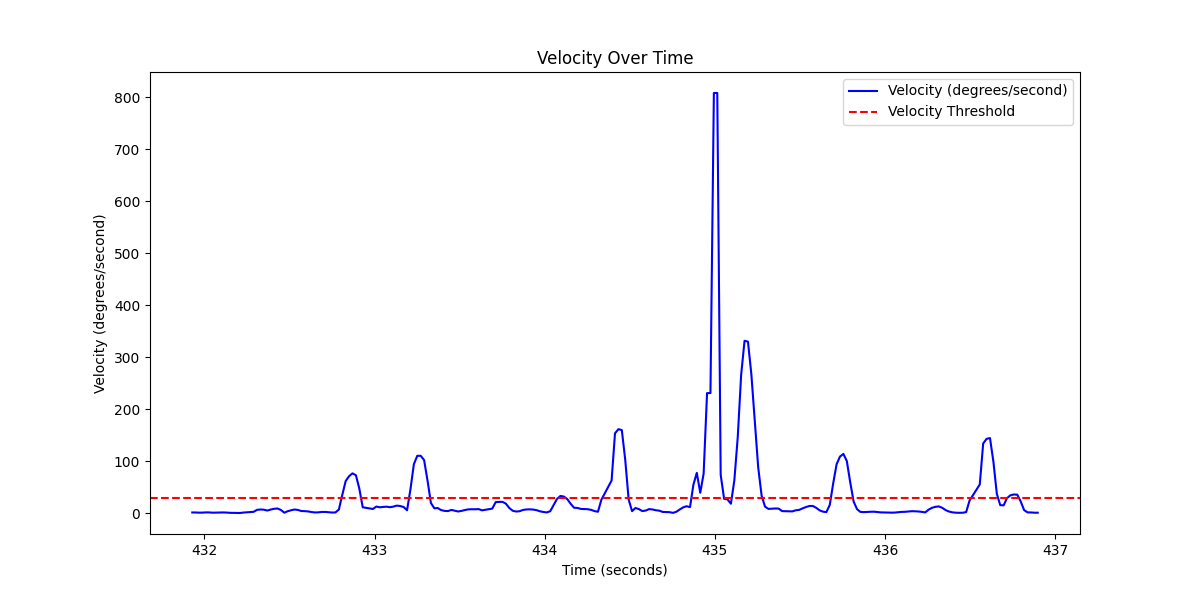 Velocity Over Time
Velocity (degrees/second)
Velocity Threshold
800
700
600
500
400
300
200
100
0
Velocity (degrees/second)
432 433 434 435 436 437
Time (seconds)